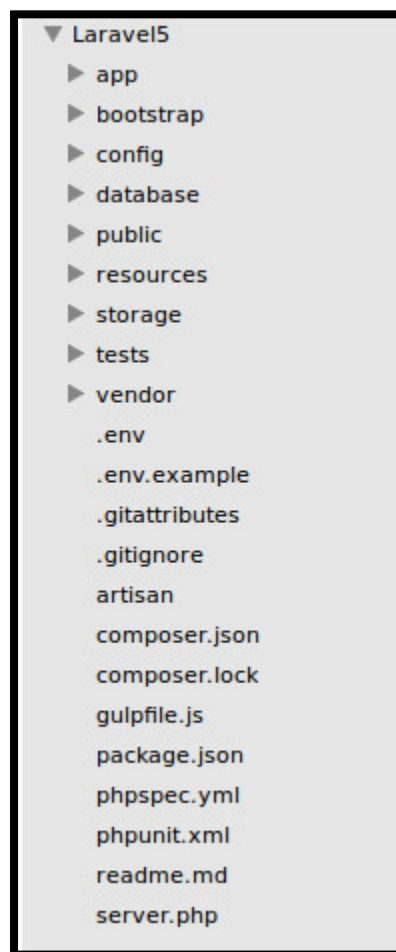 Laravel5
app
bootstrap
config
database
public
resources
storage
tests
vendor
.env
.env.example
.gitattributes
.gitignore
artisan
composer.json
composer.lock
gulpfile.js
package.json
phpspec.yml
phpunit.xml
readme.md
server.php